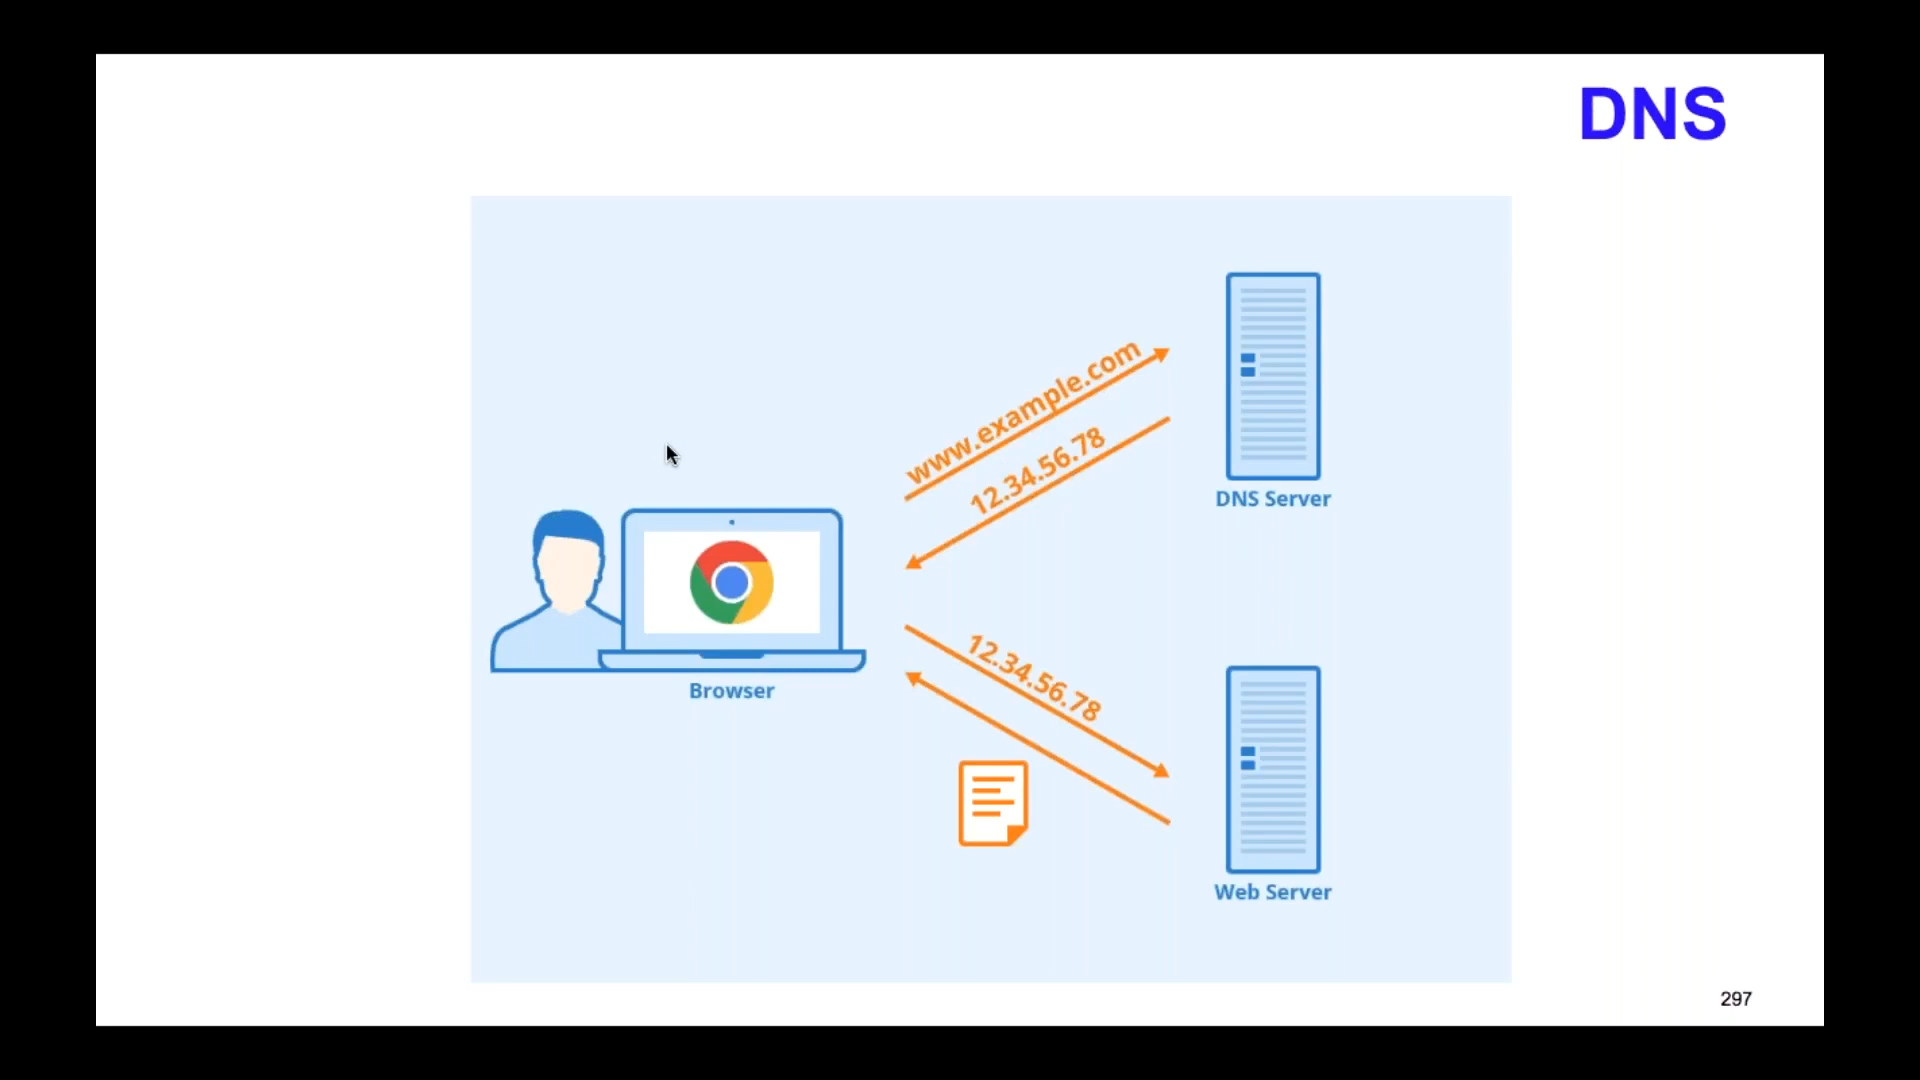 DNS
www.example.com
12.34.56.78
DNS Server
Browser
12.34.56.78
Web Server
297